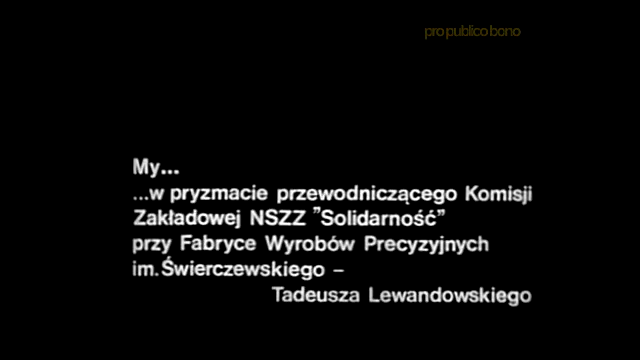 pro publico bono
My...
...w pryzmacie przewodniczącego Komisji
Zakładowej NSZZ ”Solidarność”
przy Fabryce Wyrobów Precyzyjnych
im.Świerczewskiego –
Tadeusza Lewandowskiego